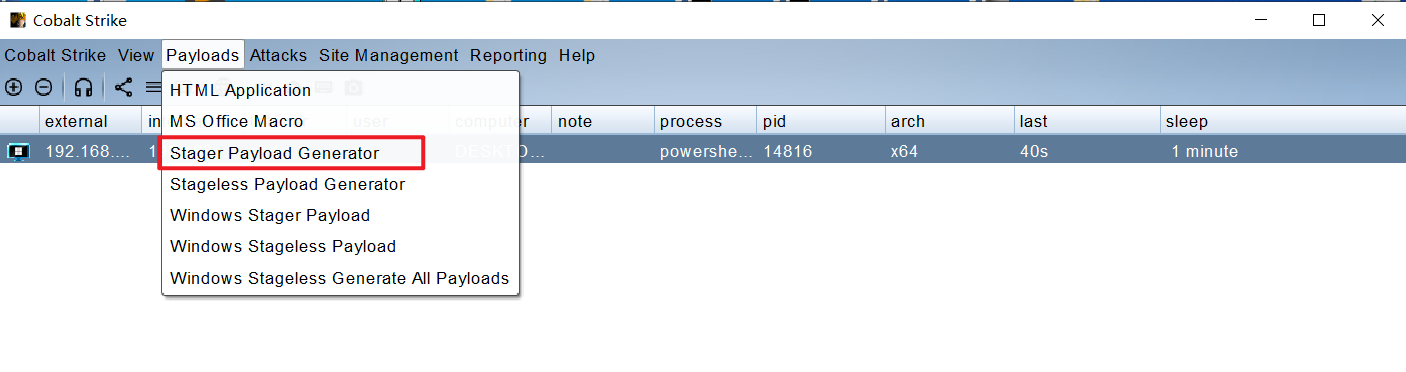 Cobalt Strike
Cobalt Strike View Payloads Attacks Site Management Reporting Help
HTML Application
MS Office Macro
Stager Payload Generator
Stageless Payload Generator
Windows Stager Payload
Windows Stageless Payload
Windows Stageless Generate All Payloads
external in user computer note process pid arch last sleep
192.168.... 1 DESKTO... powershe... 14816 x64 40s 1 minute